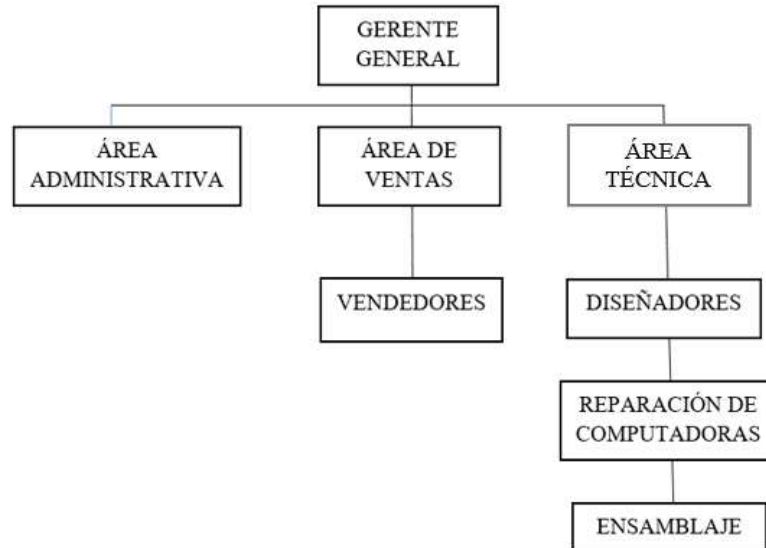 GERENTE
GENERAL
ÁREA
ADMINISTRATIVA
ÁREA DE
VENTAS
ÁREA
TÉCNICA
VENDEDORES
DISEÑADORES
REPARACIÓN DE
COMPUTADORAS
ENSAMBLAJE